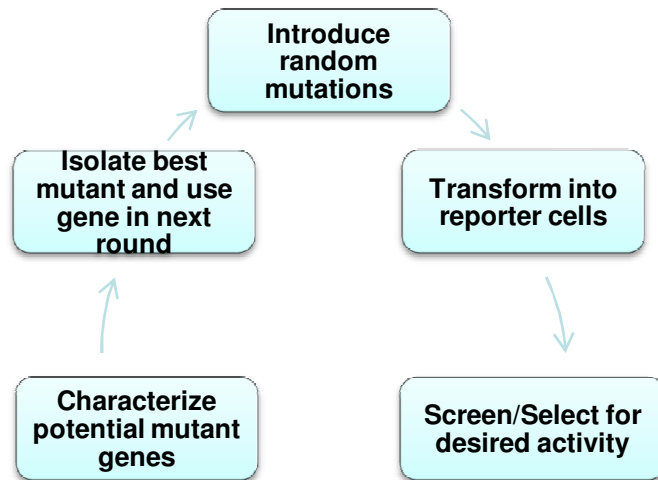 Introduce
random
mutations
Transform into
reporter cells
Screen/Select for
desired activity
Characterize
potential mutant
genes
Isolate best
mutant and use
gene in next
round